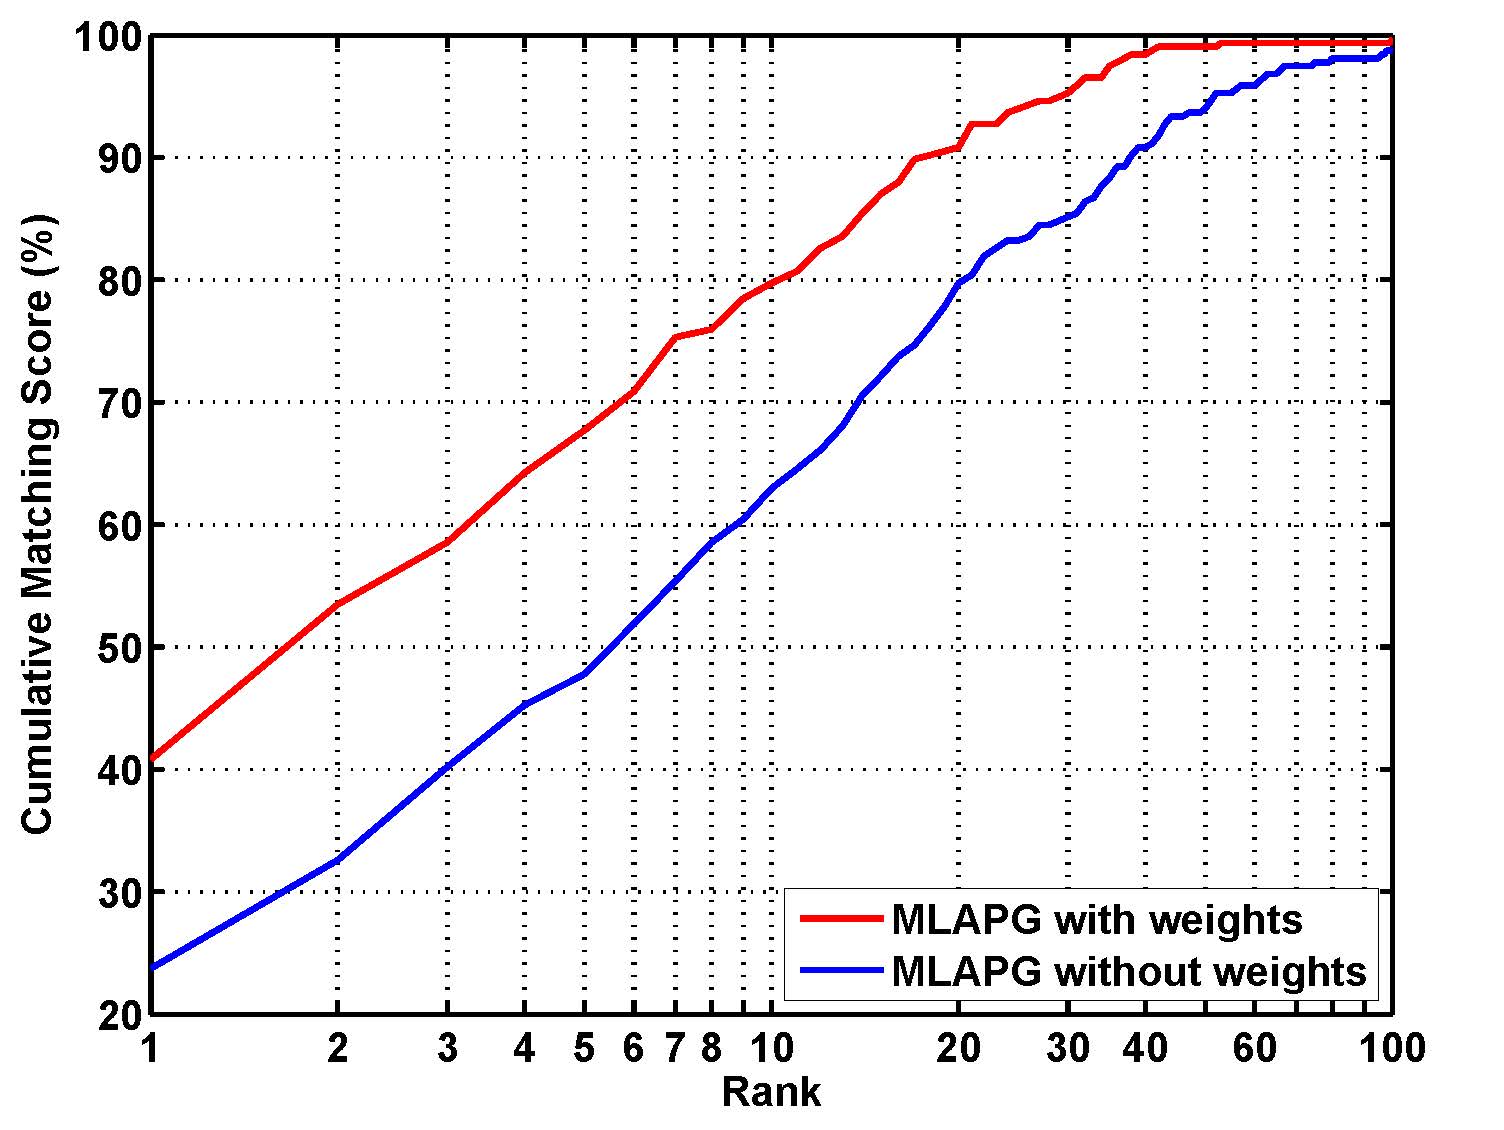 Cumulative Matching Score (%)
100
90
80
70
60
50
40
30
20
MLAPG with weights
MLAPG without weights
1 2 3 4 5 6 7 8 10 20 30 40 60 100
Rank